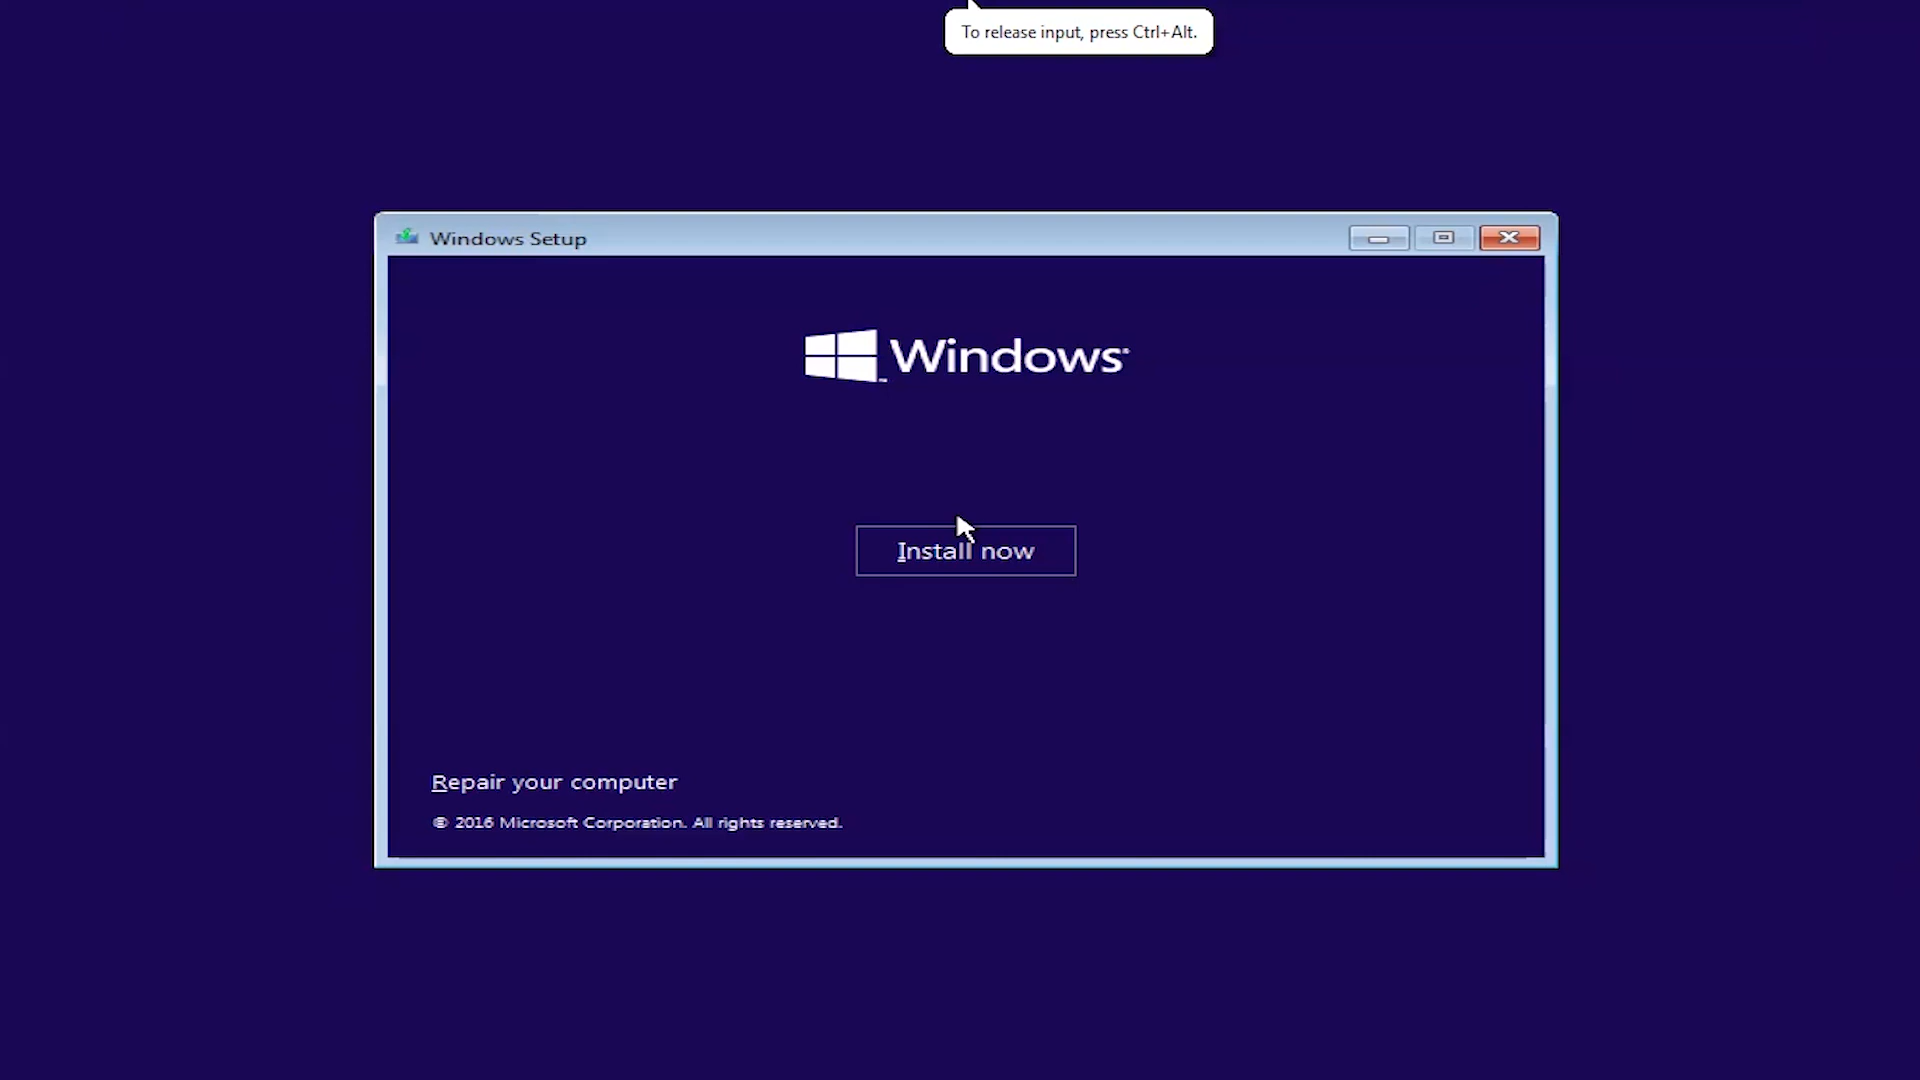 To release input, press Ctrl+Alt.
Windows Setup
Windows
Install now
Repair your computer
© 2016 Microsoft Corporation. All rights reserved.